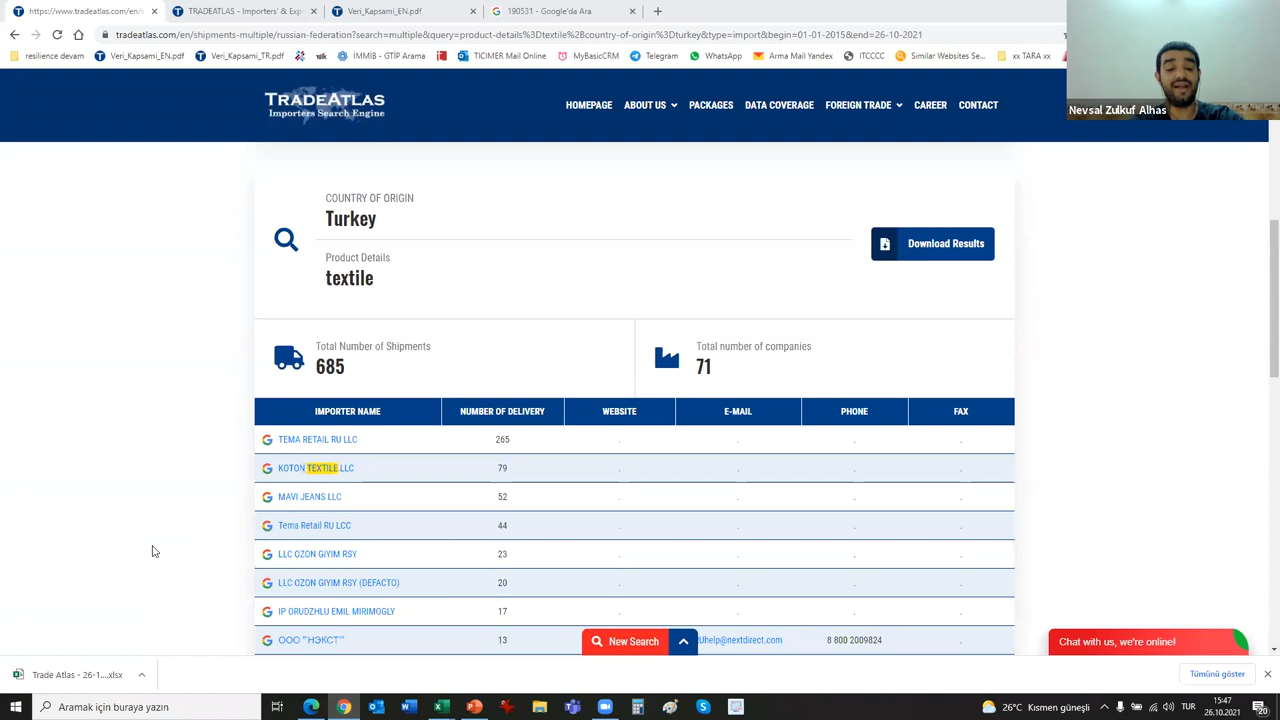 https://www.tradeatlas.com/en/s
TRADEATLAS - Importers' & Exp
Veri_Kapsami_EN.pdf
190531 - Google'da Ara
tradeatlas.com/en/shipments-multiple/russian-federation?search=multiple&query=product-details%3Dtextile%2Bcountry-of-origin%3Dturkey&type=import&begin=01-01-2015&end=26-10-2021
resilience devam
Veri_Kapsami_EN.pdf
Veri_Kapsami_TR.pdf
TARA
İMMİB - GTİP Arama
TICIMER Mail Online
MyBasicCRM
Telegram
WhatsApp
Arma Mail Yandex
ITCCCC
Similar Websites Se...
xx TARA xx
Nevsal Zulkuf Alhas
TRADEATLAS
Importers Search Engine
HOMEPAGE
ABOUT US
PACKAGES
DATA COVERAGE
FOREIGN TRADE
CAREER
CONTACT
COUNTRY OF ORIGIN
Turkey
Product Details
textile
Download Results
Total Number of Shipments
685
Total number of companies
71
IMPORTER NAME NUMBER OF DELIVERY WEBSITE E-MAIL PHONE FAX
TEMA RETAIL RU LLC 265 . . . .
KOTON TEXTILE LLC 79 . . . .
MAVI JEANS LLC 52 . . . .
Tema Retail RU LCC 44 . . . .
LLC OZON GIYIM RSY 23 . . . .
LLC OZON GIYIM RSY (DEFACTO) 20 . . . .
IP ORUDZHLU EMIL MIRIMOGLY 17 . . . .
ООО '"НЭКСТ'" 13 Uhelp@nextdirect.com 8 800 2009824 .
New Search
Chat with us, we're online!
Trade Atlas - 26-1....xlsx
Tümünü göster
Aramak için buraya yazın
26°C Kısmen güneşli
TUR
15:47
26.10.2021
20